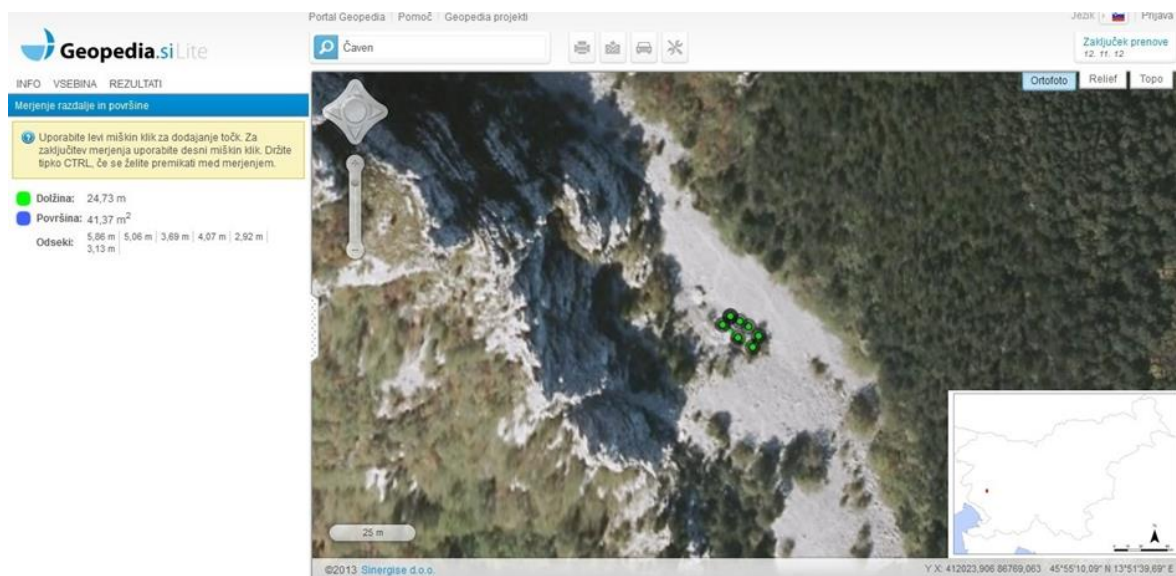 Portal Geopedia | Pomoč | Geopedia projekti
Jezik
Prijava
Geopedia.si Lite
Čaven
Zaključek prenove
12. 11. 12
INFO VSEBINA REZULTATI
Ortofoto Relief Topo
Merjenje razdalje in površine
Uporabite levi miškin klik za dodajanje točk. Za
zaključitev merjenja uporabite desni miškin klik. Držite
tipko CTRL, če se želite premikati med merjenjem.
Dolžina: 24,73 m
Površina: 41,37 m²
Odseki: 5,86 m | 5,06 m | 3,69 m | 4,07 m | 2,92 m |
3,13 m
25 m
©2013 Sinergise d.o.o.
Y X: 412023,906 86769,063 45°55'10,09" N 13°51'39,69" E